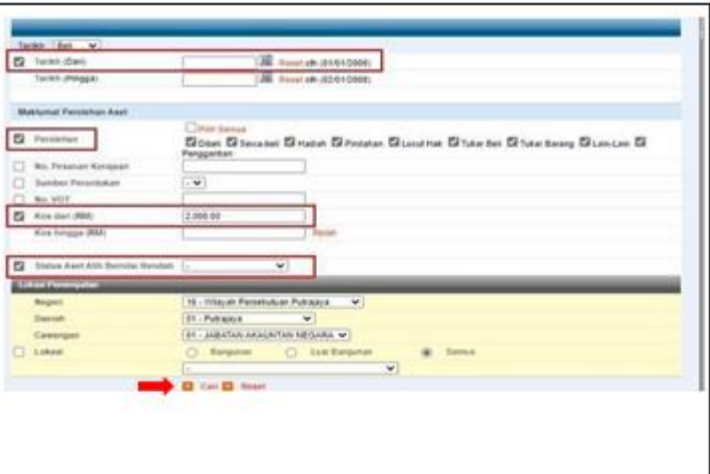 Tarikh : Beli
Tarikh (Dari) Reset cth (01/01/2008)
Tarikh (Hingga) Reset cth (02/01/2008)
Maklumat Perolehan Aset
Pilih Semua
Perolehan Dibeli Sewa beli Hadiah Pindahan Lucut Hak Tukar Beli Tukar Barang Lain-Lain
Penggantian
No. Pesanan Kerajaan
Sumber Peruntukan -
No. VOT
Kos dari (RM) 2,000.00
Kos hingga (RM) Reset
Status Aset Alih Bernilai Rendah -
Lokasi Penempatan
Negeri 16 - Wilayah Persekutuan Putrajaya
Daerah 01 - Putrajaya
Cawangan 01 - JABATAN AKAUNTAN NEGARA
Lokasi Bangunan Luar Bangunan Semua
-
Cari Reset